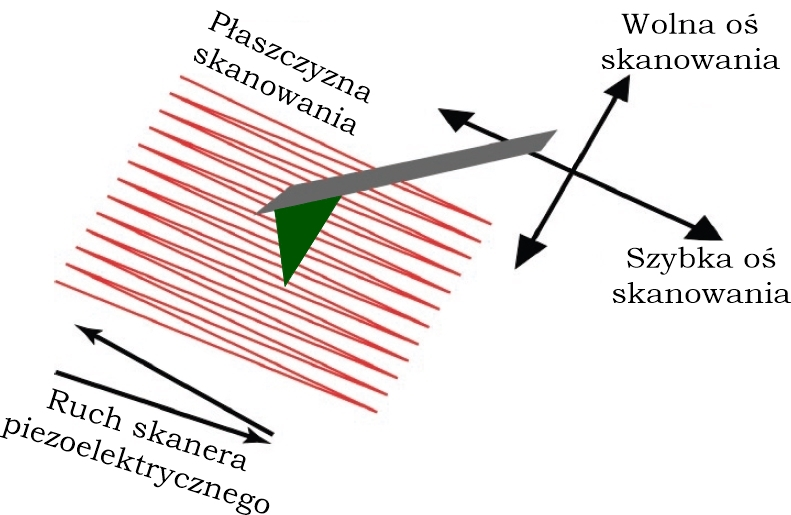 Płaszczyzna
skanowania
Wolna oś
skanowania
Szybka oś
skanowania
Ruch skanera
piezoelektrycznego